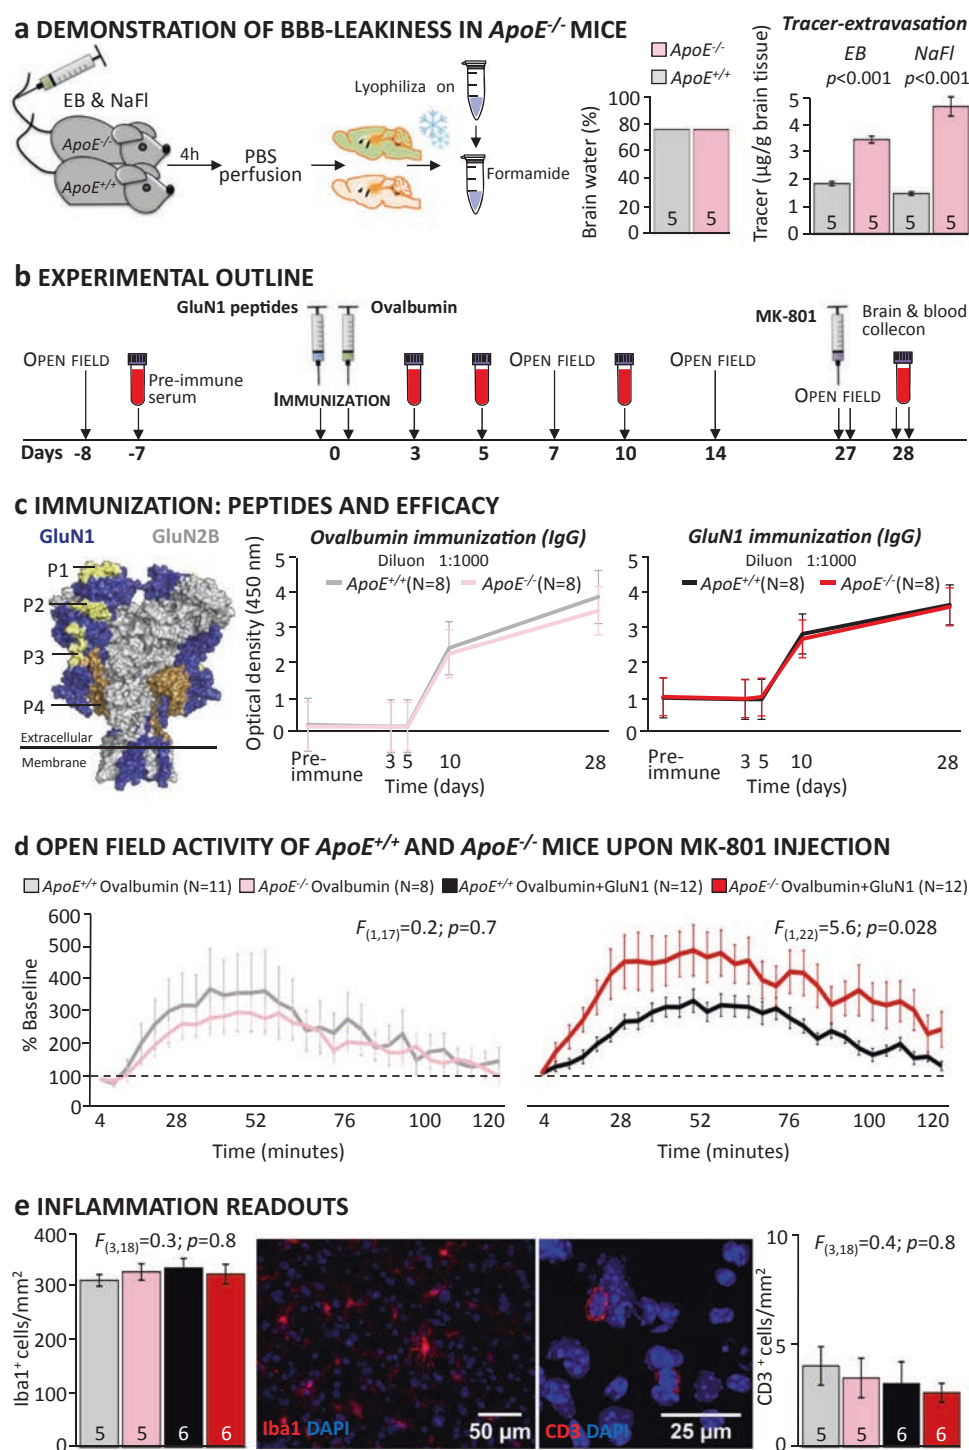 a DEMONSTRATION OF BBB-LEAKINESS IN ApoE-/- MICE
EB & NaFl
ApoE-/-
ApoE+/+
4h
PBS
perfusion
Lyophiliza on
Formamide
ApoE-/-
ApoE+/+
Brain water (%)
100
80
60
40
20
0
5 5
Tracer-extravasation
EB NaFl
p<0.001 p<0.001
Tracer (µg/g brain tissue)
5
4
3
2
1
0
5 5 5 5
b EXPERIMENTAL OUTLINE
GluN1 peptides Ovalbumin
MK-801
Brain & blood
collecon
OPEN FIELD
Pre-immune
serum
IMMUNIZATION
OPEN FIELD
OPEN FIELD
OPEN FIELD
Days -8 -7 0 3 5 7 10 14 27 28
c IMMUNIZATION: PEPTIDES AND EFFICACY
GluN1 GluN2B
P1
P2
P3
P4
Extracellular
Membrane
Ovalbumin immunization (IgG)
Diluon 1:1000
ApoE+/+(N=8) ApoE-/-(N=8)
Optical density (450 nm)
5
4
3
2
1
0
Pre-
immune
3 5 10 28
Time (days)
GluN1 immunization (IgG)
Diluon 1:1000
ApoE+/+(N=8) ApoE-/-(N=8)
5
4
3
2
1
0
Pre-
immune
3 5 10 28
Time (days)
d OPEN FIELD ACTIVITY OF ApoE+/+ AND ApoE-/- MICE UPON MK-801 INJECTION
ApoE+/+ Ovalbumin (N=11) ApoE-/- Ovalbumin (N=8) ApoE+/+ Ovalbumin+GluN1 (N=12) ApoE-/- Ovalbumin+GluN1 (N=12)
% Baseline
600
500
400
300
200
100
0
F(1,17)=0.2; p=0.7
4 28 52 76 100 120
Time (minutes)
F(1,22)=5.6; p=0.028
4 28 52 76 100 120
Time (minutes)
e INFLAMMATION READOUTS
Iba1+ cells/mm2
400
300
200
100
0
F(3,18)=0.3; p=0.8
5 5 6 6
Iba1 DAPI
50 µm
CD3 DAPI
25 µm
CD3+ cells/mm2
10
5
0
F(3,18)=0.4; p=0.8
5 5 6 6